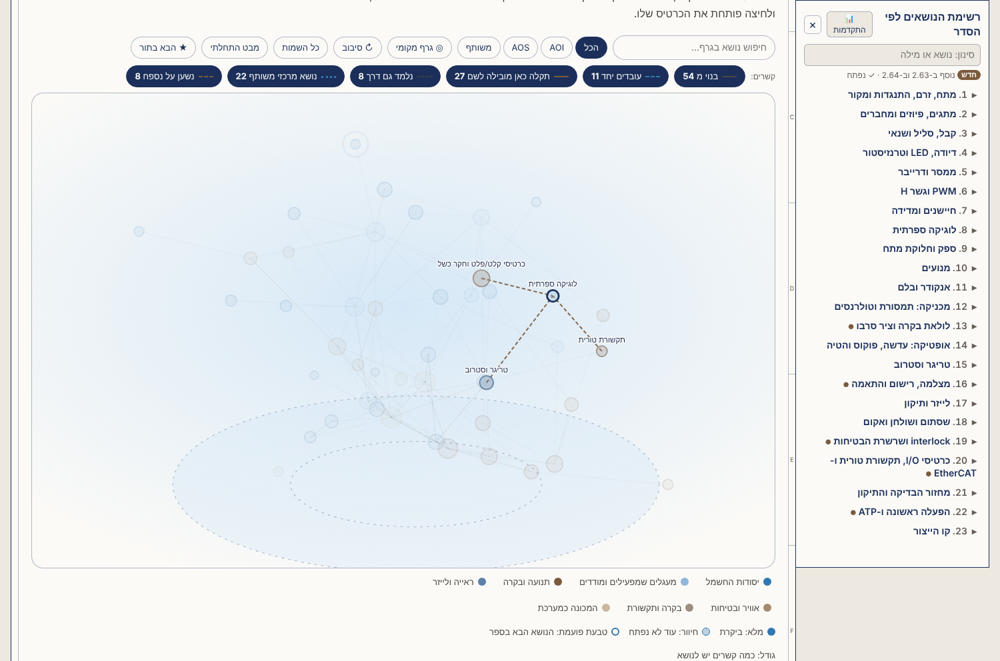 רשימת הנושאים לפי הסדר
📊 התקדמות
✕
סינון: נושא או מילה
חדש נוסף ב-2.63 וב-2.64 · ✓ נפתח
◂ 1. מתח, זרם, התנגדות ומקור
◂ 2. מתגים, פיוזים ומחברים
◂ 3. קבל, סליל ושנאי
◂ 4. דיודה, LED וטרנזיסטור
◂ 5. ממסר ודרייבר
◂ 6. PWM וגשר H
◂ 7. חיישנים ומדידה
◂ 8. לוגיקה ספרתית
◂ 9. ספק וחלוקת מתח
◂ 10. מנועים
◂ 11. אנקודר ובלם
◂ 12. מכניקה: תמסורת וטולרנסים
◂ 13. לולאת בקרה וציר סרבו ●
◂ 14. אופטיקה: עדשה, פוקוס והטיה
◂ 15. טריגר וסטרוב
◂ 16. מצלמה, רישום והתאמה ●
◂ 17. לייזר ותיקון
◂ 18. שסתום ושולחן ואקום
◂ 19. interlock ושרשרת הבטיחות ●
◂ 20. כרטיסי I/O, תקשורת טורית ו-
EtherCAT ●
◂ 21. מחזור הבדיקה והתיקון
◂ 22. הפעלה ראשונה ו-ATP ●
◂ 23. קו הייצור
ולחיצה פותחת את הכרטיס שלו.
חיפוש נושא בגרף...
הכל
AOI
AOS
משותף
◎ גרף מקומי
↻ סיבוב
כל השמות
מבט התחלתי
★ הבא בתור
קשרים:
בנוי מ 54
עובדים יחד 11
תקלה כאן מובילה לשם 27
נלמד גם דרך 8
נושא מרכזי משותף 22
נשען על נספח 8
C
D
E
F
כרטיסי קלט/פלט וחקר כשל
לוגיקה ספרתית
תקשורת טורית
טריגר וסטרוב
יסודות החשמל
מעגלים שמפעילים ומודדים
תנועה ובקרה
ראייה ולייזר
אוויר ובטיחות
בקרה ותקשורת
המכונה כמערכת
מלא: ביקרת
חיוור: עוד לא נפתח
טבעת פועמת: הנושא הבא בספר
גודל: כמה קשרים יש לנושא